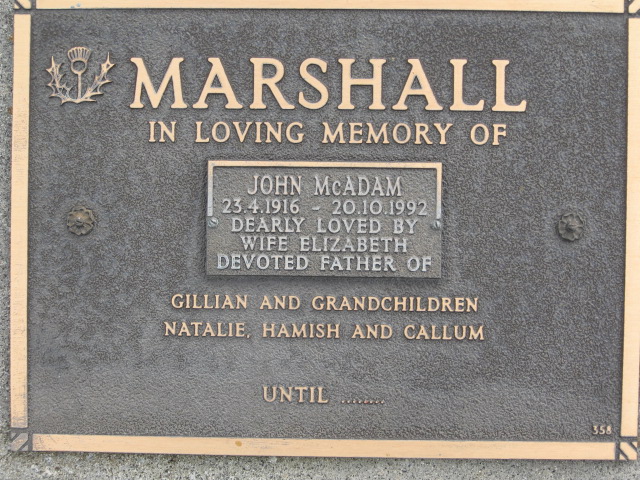 MARSHALL
IN LOVING MEMORY OF
JOHN McADAM
23.4.1916 - 20.10.1992
DEARLY LOVED BY
WIFE ELIZABETH
DEVOTED FATHER OF
GILLIAN AND GRANDCHILDREN
NATALIE, HAMISH AND CALLUM
UNTIL ........
358